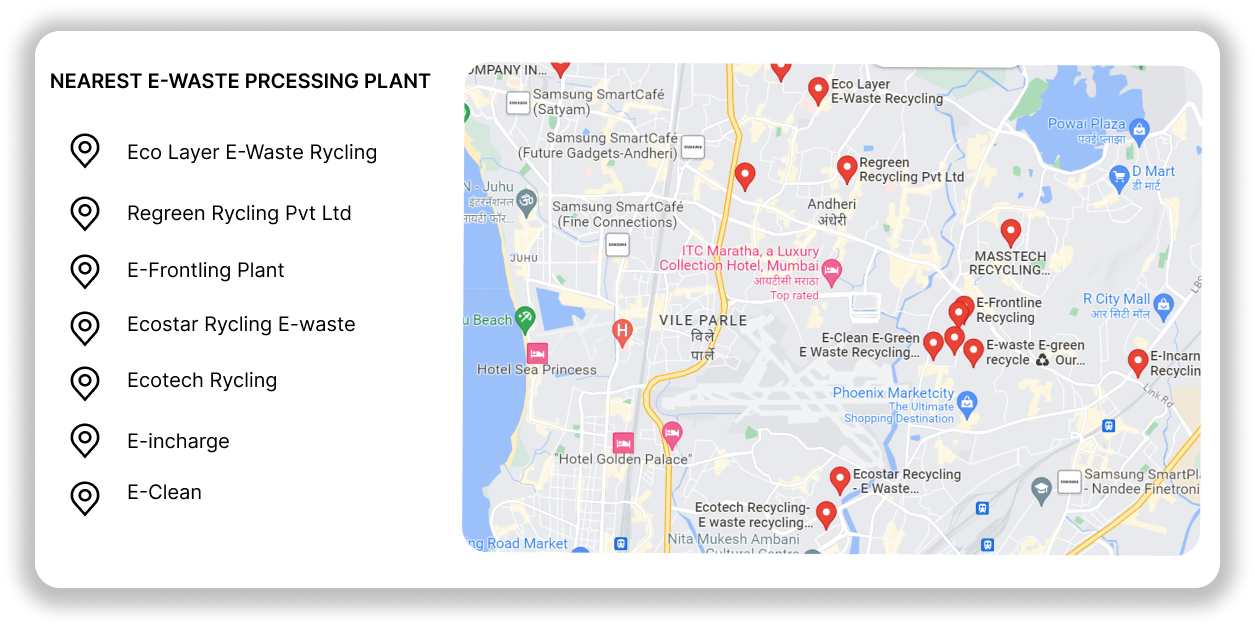 NEAREST E-WASTE PRCESSING PLANT
Eco Layer E-Waste Rycling
Regreen Rycling Pvt Ltd
E-Frontling Plant
Ecostar Rycling E-waste
Ecotech Rycling
E-incharge
E-Clean
OMPANY IN...
Samsung SmartCafé
(Satyam)
Eco Layer
E-Waste Recycling
Powai Plaza
पवई प्लाझा
Samsung SmartCafé
(Future Gadgets-Andheri)
Regreen
Recycling Pvt Ltd
D Mart
डी मार्ट
N - Juhu
इंटरनॅशनल
Andheri
अंधेरी
Samsung SmartCafé
(Fine Connections)
JUHU
ITC Maratha, a Luxury
Collection Hotel, Mumbai
आयटीसी मराठा
Top rated
MASSTECH
RECYCLING...
R City Mall
आर सिटी मॉल
LBS
E-Frontline
Recycling
u Beach
H
VILE PARLE
विले
पार्ले
E-Clean E-Green
E Waste Recycling...
E-waste E-green
recycle ♻ Our...
E-Incarn
Recyclin
Hotel Sea Princess
Link Rd
Phoenix Marketcity
The Ultimate
Shopping Destination
"Hotel Golden Palace"
Ecostar Recycling
- E Waste...
Samsung SmartPl
- Nandee Finetroni
Ecotech Recycling-
E waste recycling...
Nita Mukesh Ambani
Cultural Centre
ng Road Market